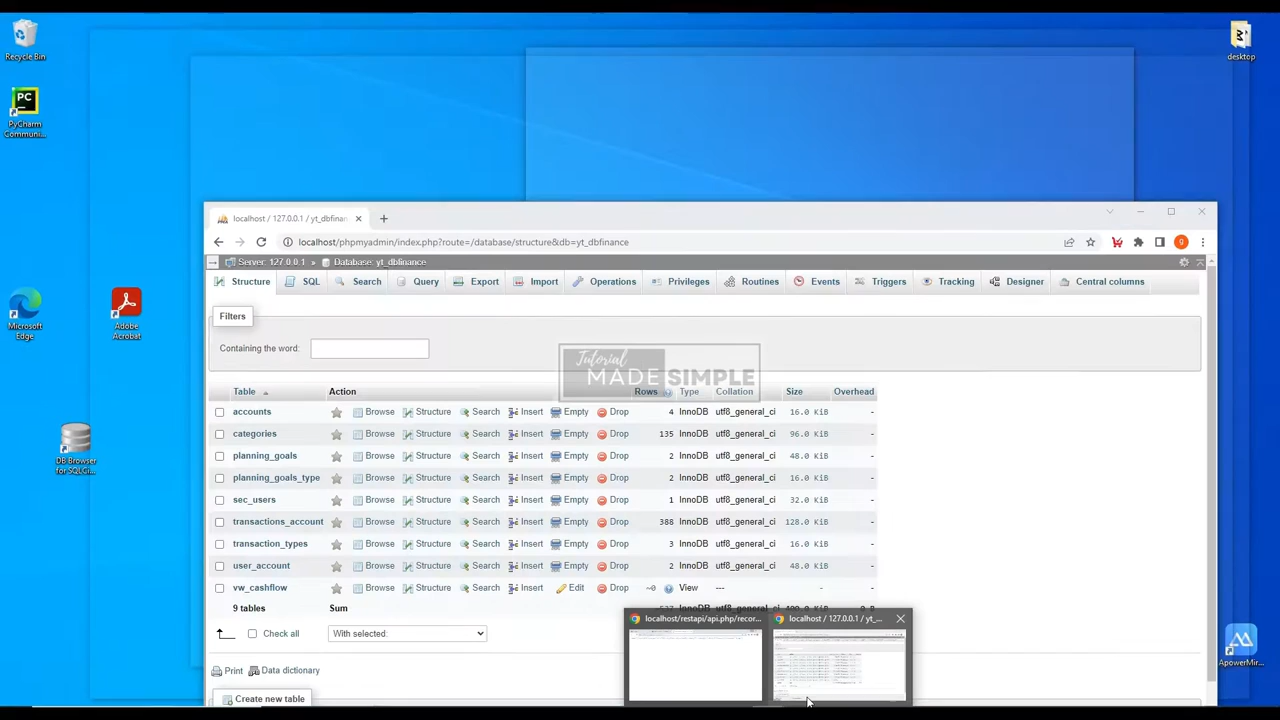 Recycle Bin
desktop
PC
PyCharm
Communi...
Microsoft
Edge
Adobe
Acrobat
DB Browser
for SQLCi...
ApowerMir...
localhost / 127.0.0.1 / yt_dbfinan
localhost/phpmyadmin/index.php?route=/database/structure&db=yt_dbfinance
g
Server: 127.0.0.1 » Database: yt_dbfinance
Structure SQL Search Query Export Import Operations Privileges Routines Events Triggers Tracking Designer Central columns
Filters
Containing the word:
Tutorial
MADE SIMPLE
Table Action Rows Type Collation Size Overhead
accounts Browse Structure Search Insert Empty Drop 4 InnoDB utf8_general_ci 16.0 KiB -
categories Browse Structure Search Insert Empty Drop 135 InnoDB utf8_general_ci 96.0 KiB -
planning_goals Browse Structure Search Insert Empty Drop 2 InnoDB utf8_general_ci 48.0 KiB -
planning_goals_type Browse Structure Search Insert Empty Drop 2 InnoDB utf8_general_ci 16.0 KiB -
sec_users Browse Structure Search Insert Empty Drop 1 InnoDB utf8_general_ci 32.0 KiB -
transactions_account Browse Structure Search Insert Empty Drop 388 InnoDB utf8_general_ci 128.0 KiB -
transaction_types Browse Structure Search Insert Empty Drop 3 InnoDB utf8_general_ci 16.0 KiB -
user_account Browse Structure Search Insert Empty Drop 2 InnoDB utf8_general_ci 48.0 KiB -
vw_cashflow Browse Structure Search Insert Edit Drop ~0 View --- - -
9 tables Sum
Check all With selected:
Print Data dictionary
Create new table
localhost/restapi/api.php/recor...
localhost / 127.0.0.1 / yt_...